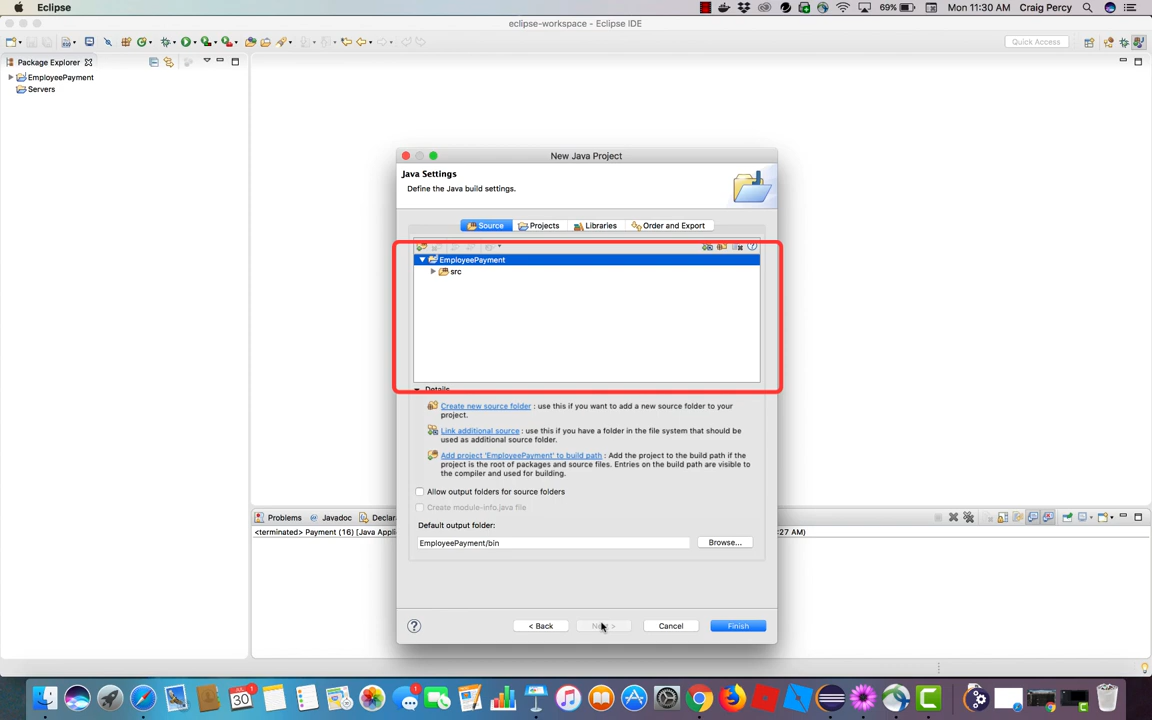 Eclipse
69%
Mon 11:30 AM
Craig Percy
eclipse-workspace - Eclipse IDE
Quick Access
Package Explorer
EmployeePayment
Servers
New Java Project
Java Settings
Define the Java build settings.
Source
Projects
Libraries
Order and Export
EmployeePayment
src
Details
Create new source folder : use this if you want to add a new source folder to your
project.
Link additional source : use this if you have a folder in the file system that should be
used as additional source folder.
Add project 'EmployeePayment' to build path : Add the project to the build path if the
project is the root of packages and source files. Entries on the build path are visible to
the compiler and used for building.
Allow output folders for source folders
Create module-info.java file
Default output folder:
EmployeePayment/bin
Browse...
Problems
Javadoc
Declar
<terminated> Payment (16) [Java Appli
27 AM)
? < Back
Cancel
Finish
JUL
30
1
1